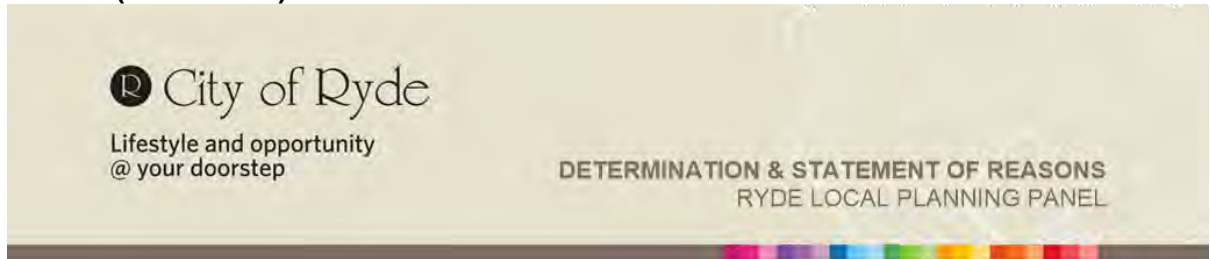 R City of Ryde
Lifestyle and opportunity
@ your doorstep
DETERMINATION & STATEMENT OF REASONS
RYDE LOCAL PLANNING PANEL